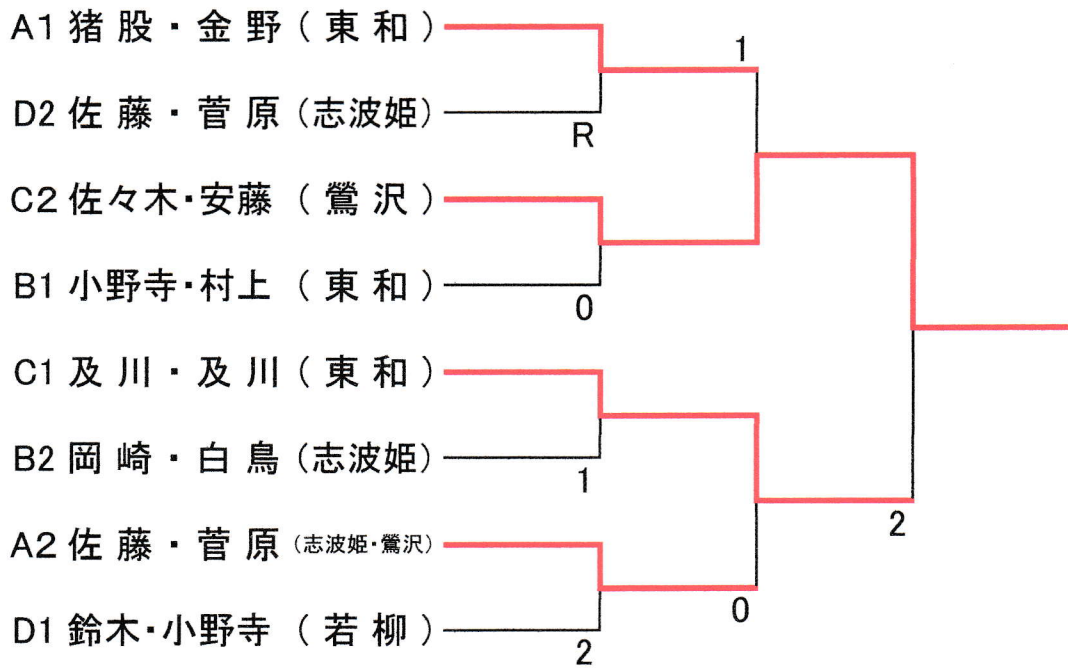 A1 猪股・金野(東和)
1
D2 佐藤・菅原(志波姫)
R
C2 佐々木・安藤(鶯沢)
B1 小野寺・村上(東和)
0
C1 及川・及川(東和)
B2 岡崎・白鳥(志波姫)
1
2
A2 佐藤・菅原(志波姫・鶯沢)
0
D1 鈴木・小野寺(若柳)
2